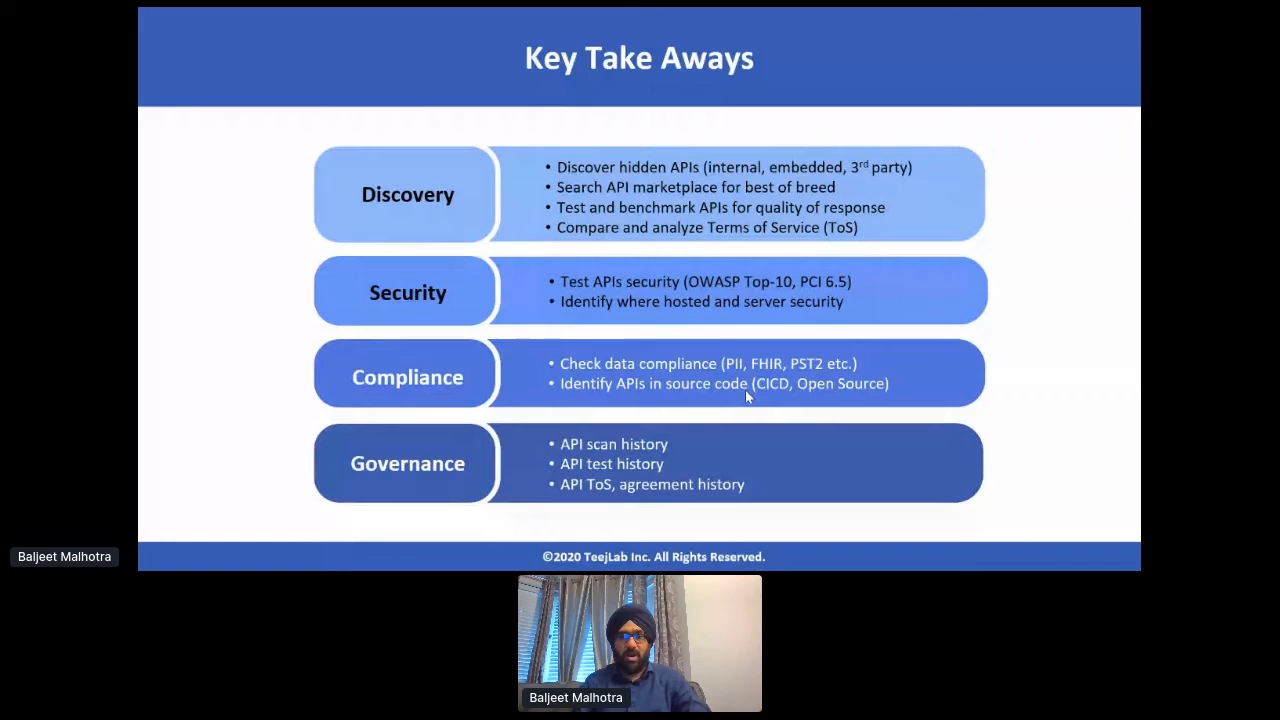 Key Take Aways
Discovery
• Discover hidden APIs (internal, embedded, 3rd party)
• Search API marketplace for best of breed
• Test and benchmark APIs for quality of response
• Compare and analyze Terms of Service (ToS)
Security
• Test APIs security (OWASP Top-10, PCI 6.5)
• Identify where hosted and server security
Compliance
• Check data compliance (PII, FHIR, PST2 etc.)
• Identify APIs in source code (CICD, Open Source)
Governance
• API scan history
• API test history
• API ToS, agreement history
©2020 TeejLab Inc. All Rights Reserved.
Baljeet Malhotra
Baljeet Malhotra